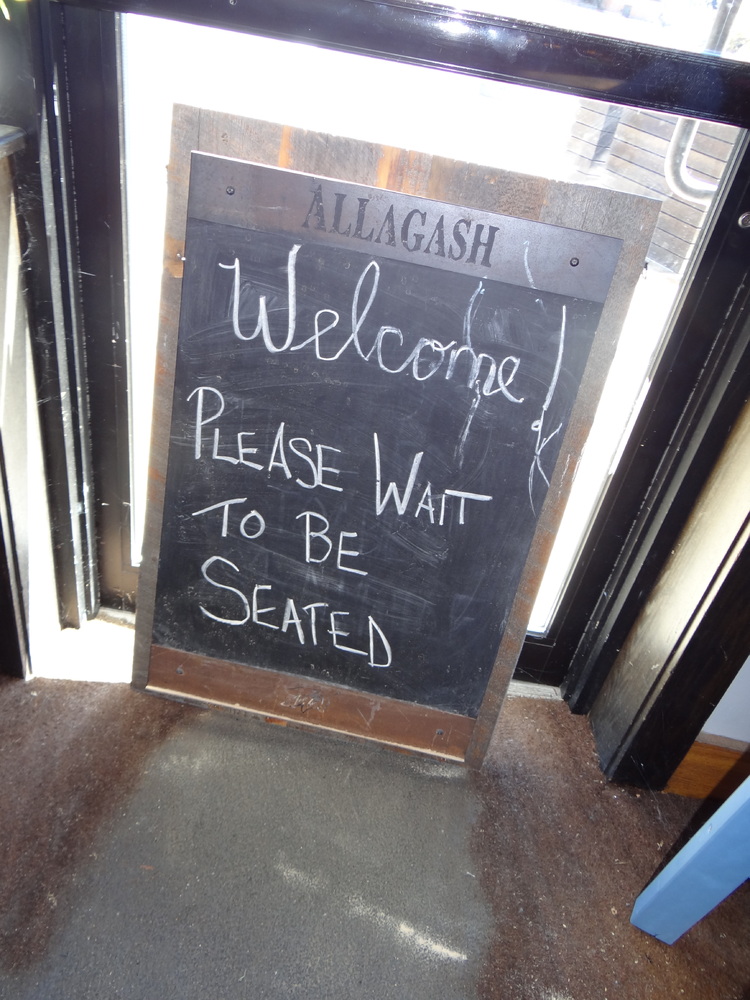 ALLAGASH
Welcome!
PLEASE WAIT
TO BE
SEATED